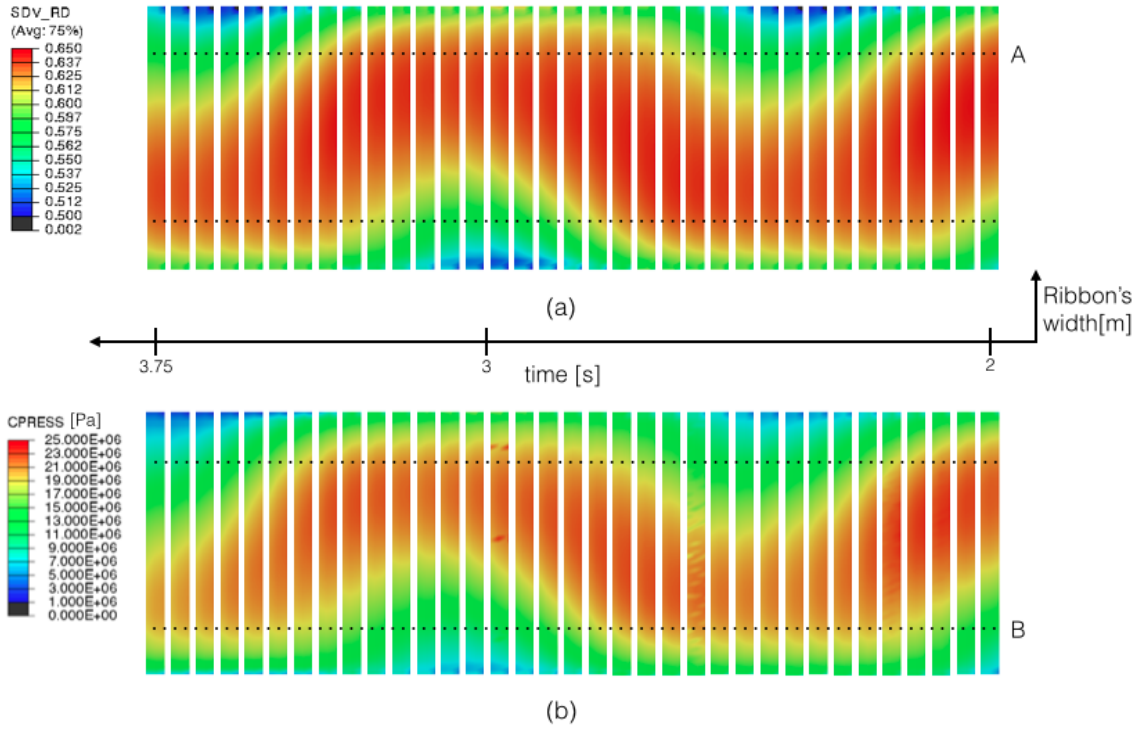 SDV_RD
(Avg: 75%)
0.650
0.637
0.625
0.612
0.600
0.587
0.575
0.562
0.550
0.537
0.525
0.512
0.500
0.002
A
(a)
Ribbon's
width[m]
3.75
3
2
time [s]
CPRESS [Pa]
25.000E+06
23.000E+06
21.000E+06
19.000E+06
17.000E+06
15.000E+06
13.000E+06
11.000E+06
9.000E+06
7.000E+06
5.000E+06
3.000E+06
1.000E+06
0.000E+00
B
(b)